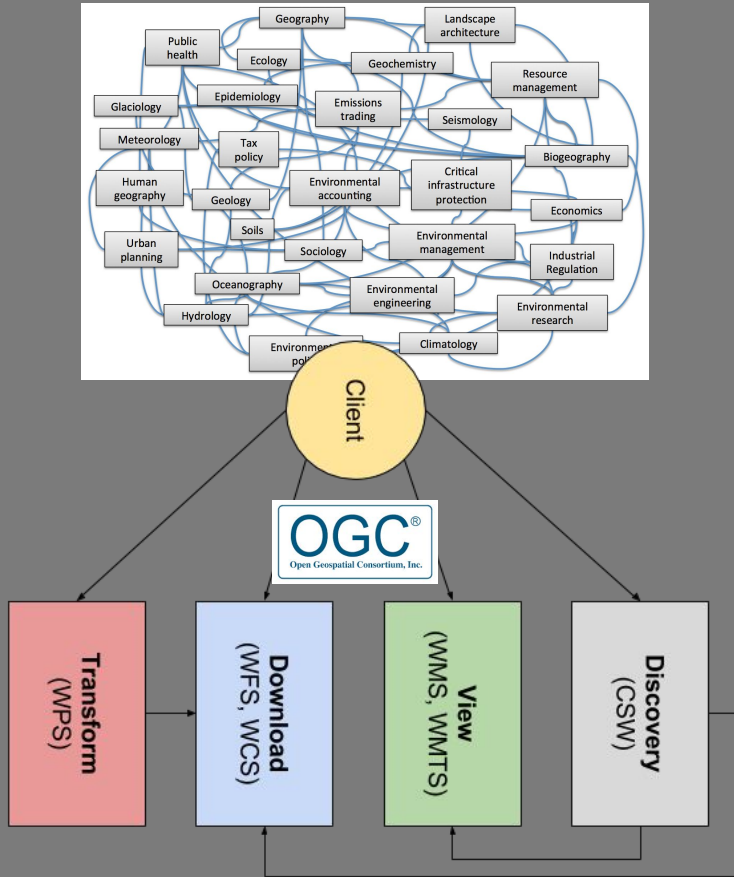 Geography
Landscape
architecture
Public
health
Ecology
Geochemistry
Resource
management
Epidemiology
Glaciology
Emissions
trading
Seismology
Meteorology
Tax
policy
Biogeography
Human
geography
Geology
Environmental
accounting
Critical
infrastructure
protection
Economics
Soils
Urban
planning
Sociology
Environmental
management
Industrial
Regulation
Oceanography
Environmental
engineering
Environmental
research
Hydrology
Climatology
Client
OGC®
Open Geospatial Consortium, Inc.
Transform
(WPS)
Download
(WFS, WCS)
View
(WMS, WMTS)
Discovery
(CSW)